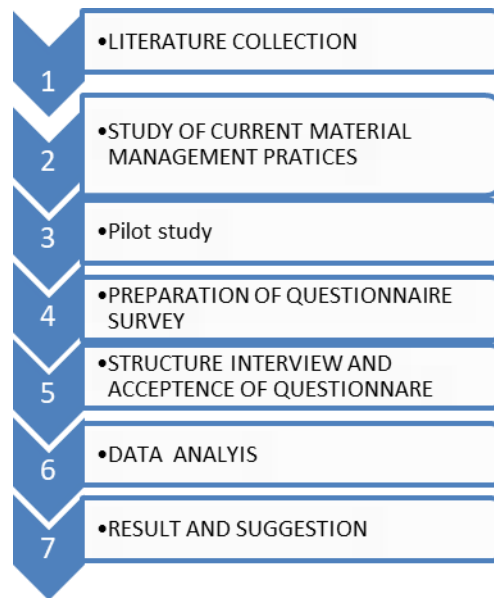 •LITERATURE COLLECTION
1
•STUDY OF CURRENT MATERIAL
MANAGEMENT PRATICES
2
•Pilot study
3
•PREPARATION OF QUESTIONNAIRE
SURVEY
4
•STRUCTURE INTERVIEW AND
ACCEPTENCE OF QUESTIONNARE
5
•DATA ANALYIS
6
•RESULT AND SUGGESTION
7